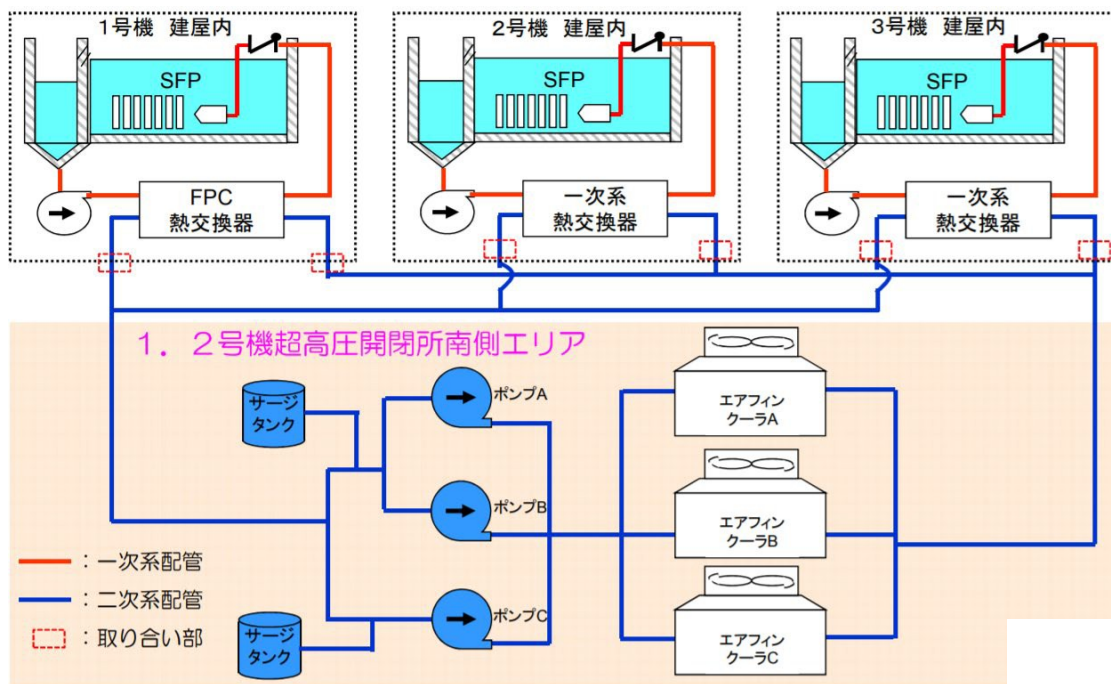 1号機 建屋内
SFP
FPC
熱交換器
2号機 建屋内
SFP
一次系
熱交換器
3号機 建屋内
SFP
一次系
熱交換器
1．2号機超高圧開閉所南側エリア
サージ
タンク
ポンプA
ポンプB
ポンプC
サージ
タンク
エアフィン
クーラA
エアフィン
クーラB
エアフィン
クーラC
：一次系配管
：二次系配管
：取り合い部